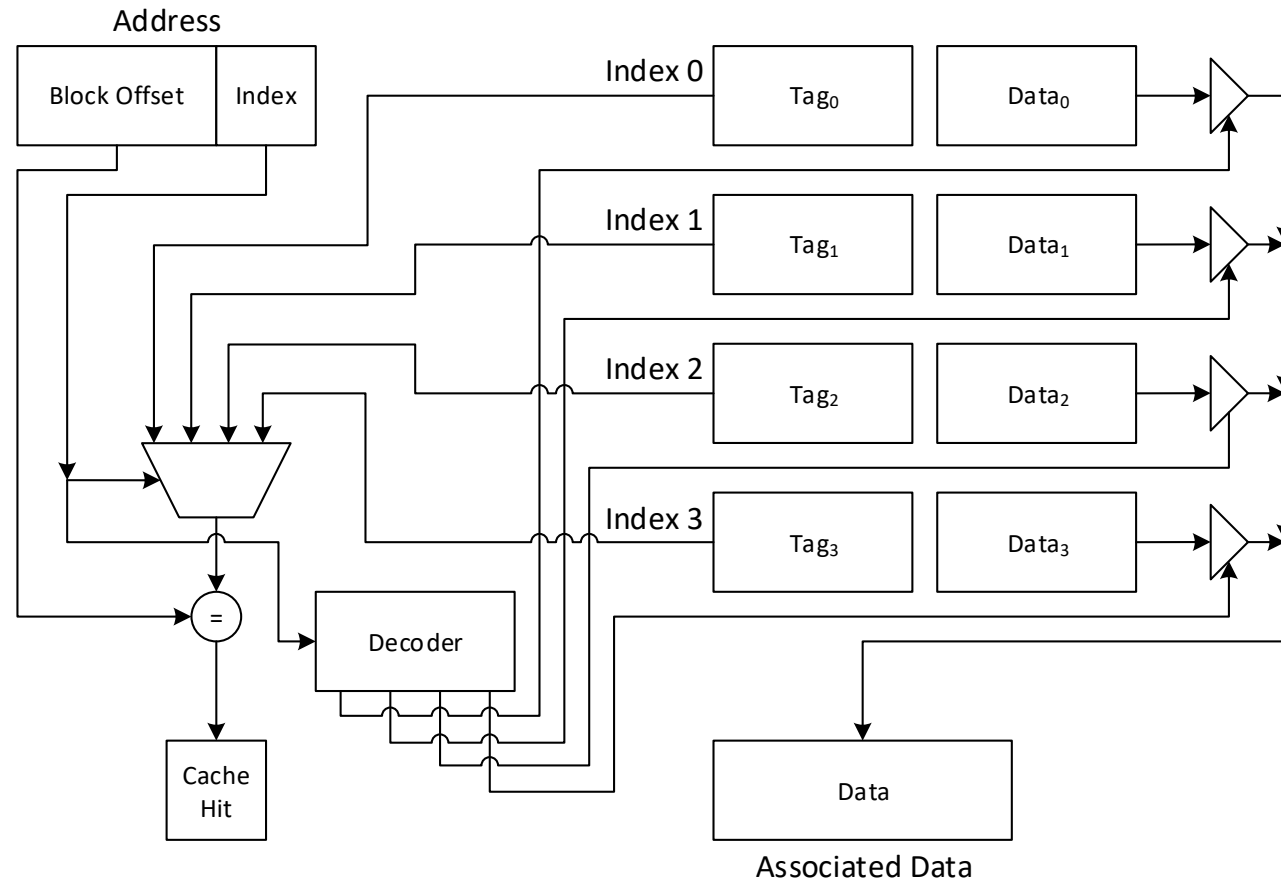 Address
Block Offset
Index
Index 0
Tag₀
Data₀
Index 1
Tag₁
Data₁
Index 2
Tag₂
Data₂
Index 3
Tag₃
Data₃
=
Decoder
Cache
Hit
Data
Associated Data